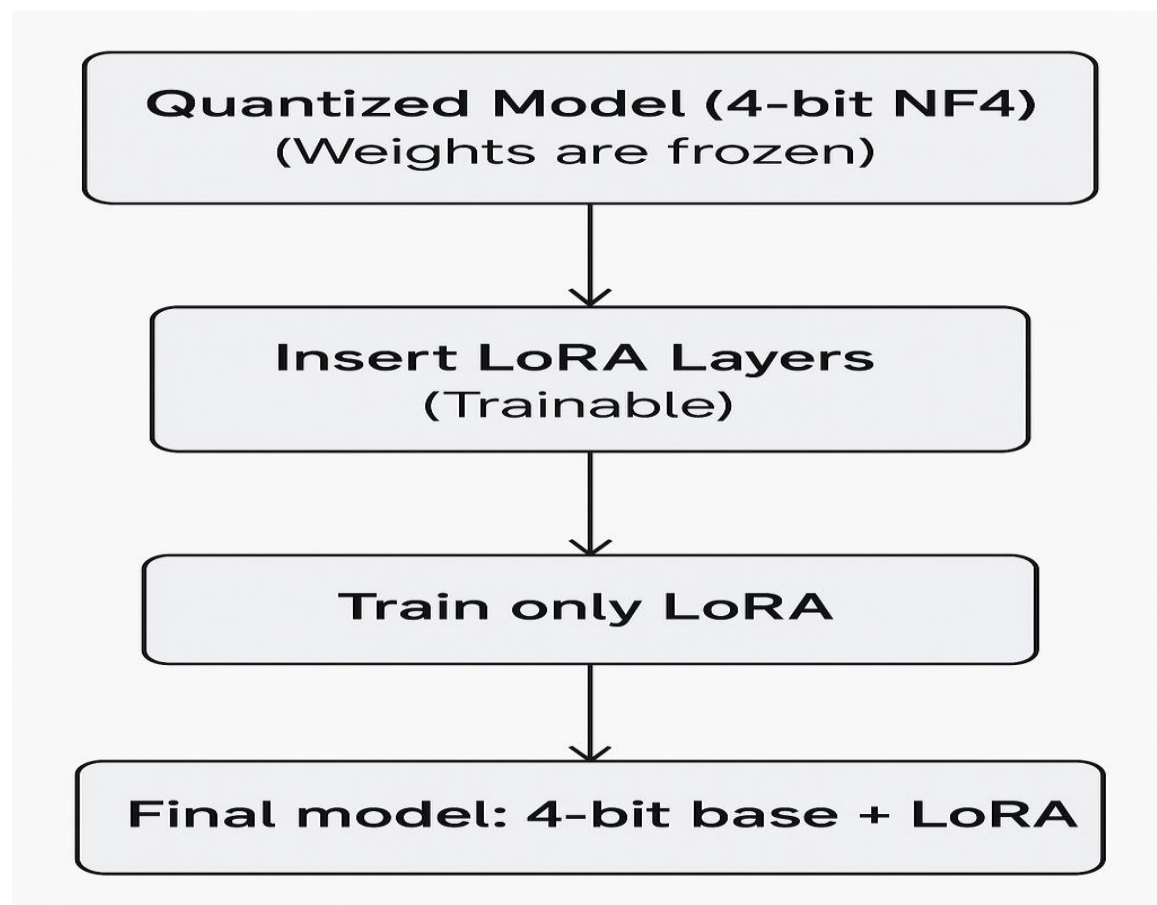 Quantized Model (4-bit NF4)
(Weights are frozen)
Insert LoRA Layers
(Trainable)
Train only LoRA
Final model: 4-bit base + LoRA